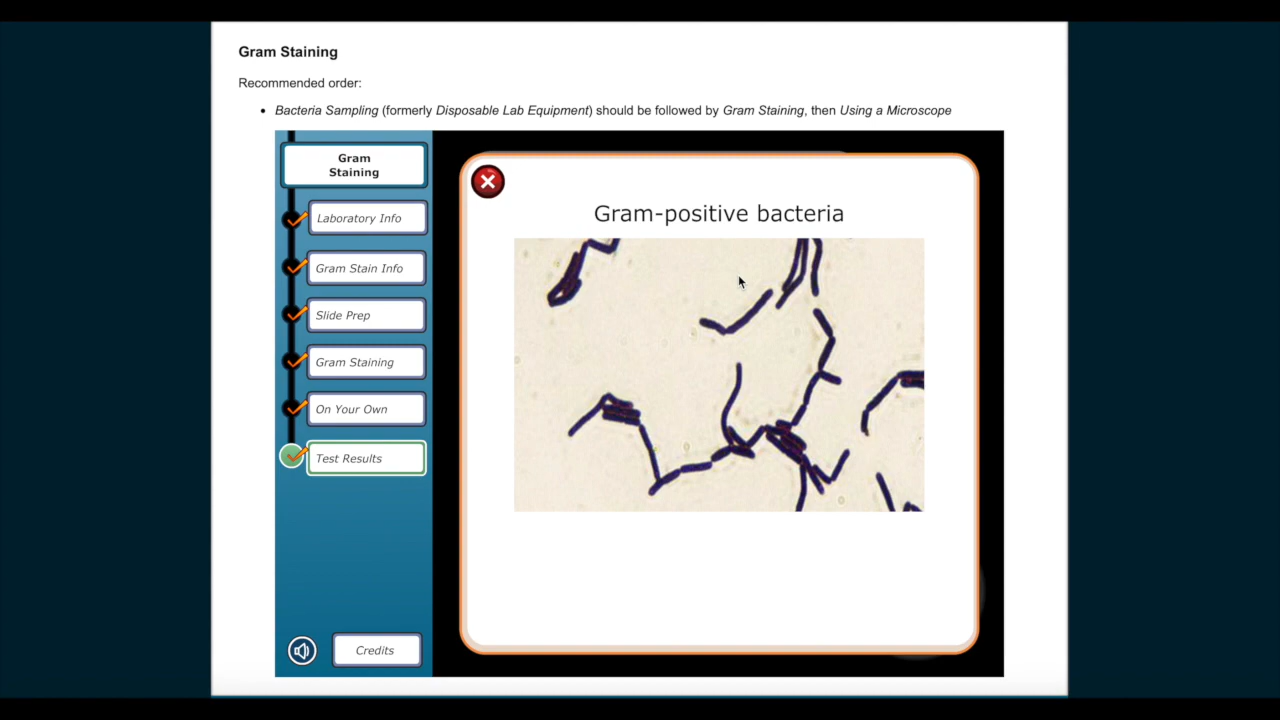 Gram Staining
Recommended order:
Bacteria Sampling (formerly Disposable Lab Equipment) should be followed by Gram Staining, then Using a Microscope
Gram
Staining
Laboratory Info
Gram Stain Info
Slide Prep
Gram Staining
On Your Own
Test Results
Credits
Gram-positive bacteria